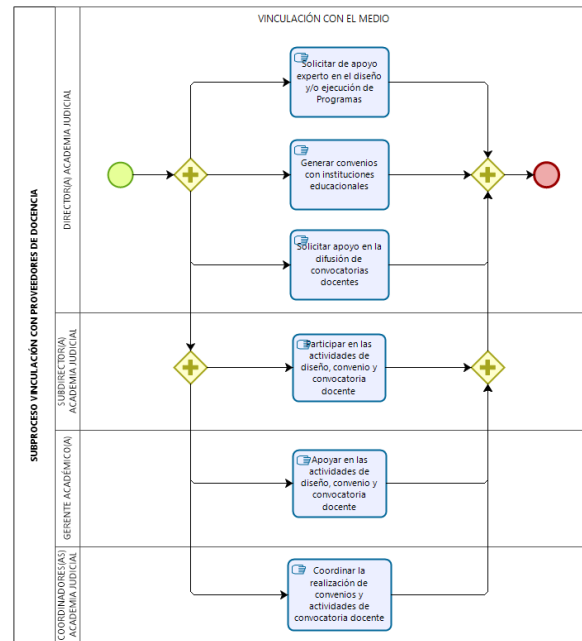 VINCULACIÓN CON EL MEDIO
SUBPROCESO VINCULACIÓN CON PROVEEDORES DE DOCENCIA
DIRECTOR(A) ACADEMIA JUDICIAL
Solicitar de apoyo
experto en el diseño
y/o ejecución de
Programas
Generar convenios
con instituciones
educacionales
Solicitar apoyo en la
difusión de
convocatorias
docentes
SUBDIRECTOR(A)
ACADEMIA JUDICIAL
Participar en las
actividades de
diseño, convenio y
convocatoria
docente
GERENTE ACADÉMICO(A)
Apoyar en las
actividades de
diseño, convenio y
convocatoria
docente
COORDINADORES(AS)
ACADEMIA JUDICIAL
Coordinar la
realización de
convenios y
actividades de
convocatoria docente